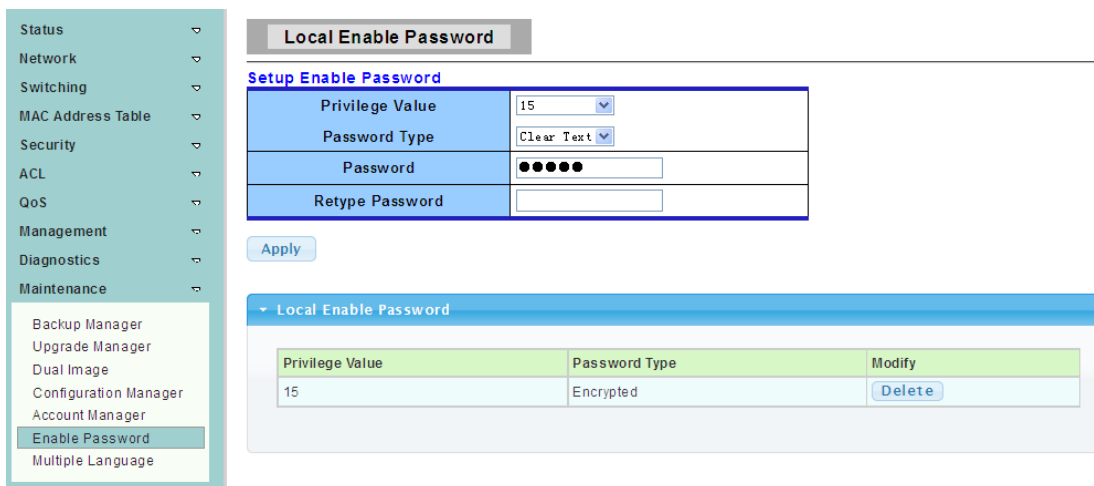 Status
Network
Switching
MAC Address Table
Security
ACL
QoS
Management
Diagnostics
Maintenance
Backup Manager
Upgrade Manager
Dual Image
Configuration Manager
Account Manager
Enable Password
Multiple Language
Local Enable Password
Setup Enable Password
Privilege Value 15
Password Type Clear Text
Password ●●●●●
Retype Password
Apply
Local Enable Password
Privilege Value Password Type Modify
15 Encrypted Delete